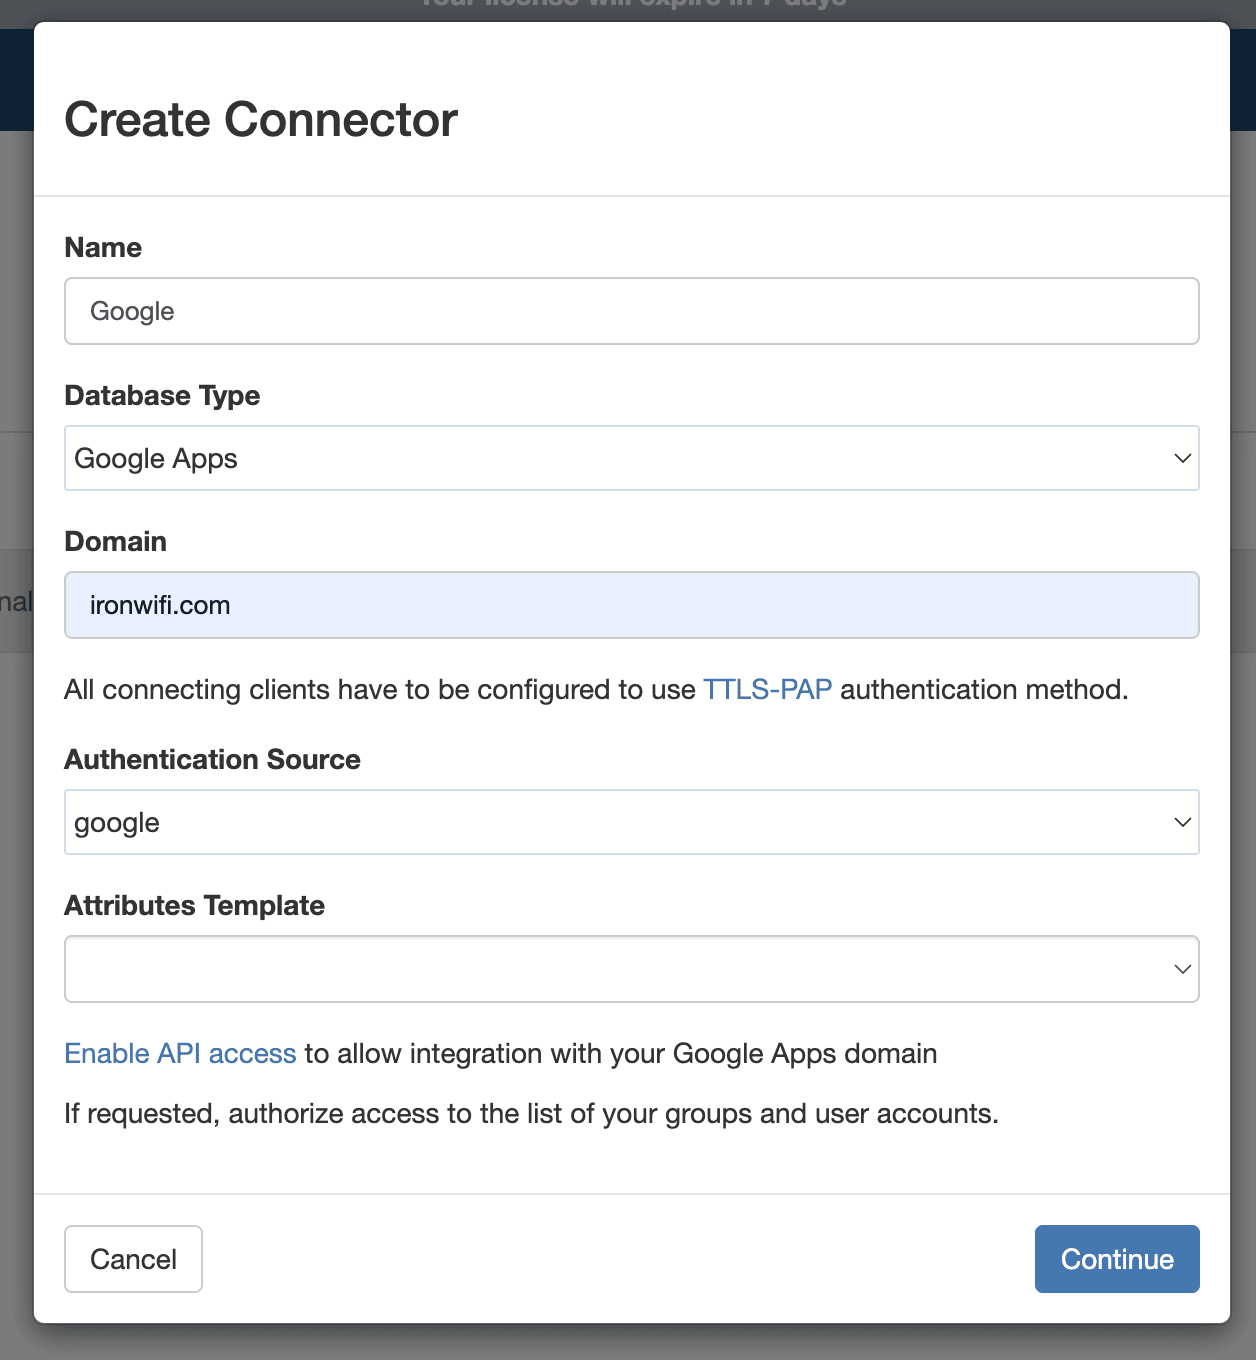 Your license will expire in 7 days
Create Connector
Name
Google
Database Type
Google Apps
Domain
ironwifi.com
All connecting clients have to be configured to use TTLS-PAP authentication method.
Authentication Source
google
Attributes Template
Enable API access to allow integration with your Google Apps domain
If requested, authorize access to the list of your groups and user accounts.
Cancel
Continue